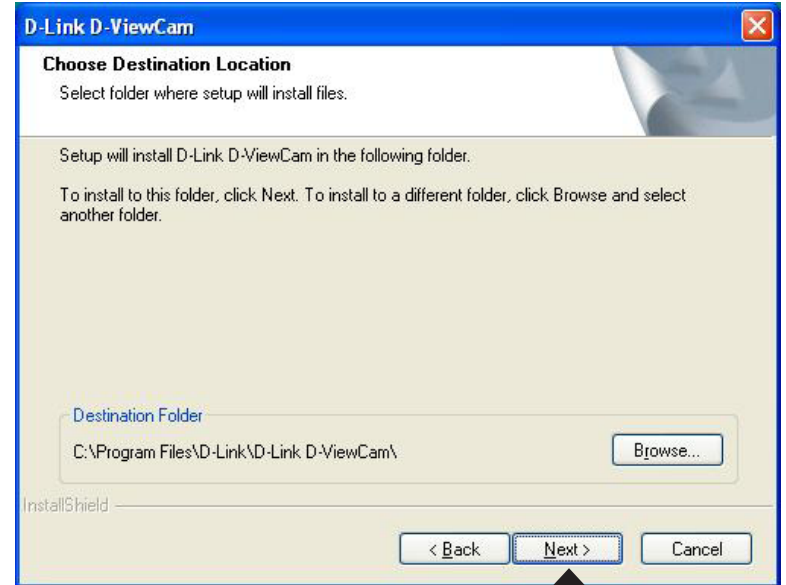 D-Link D-ViewCam
Choose Destination Location
Select folder where setup will install files.
Setup will install D-Link D-ViewCam in the following folder.
To install to this folder, click Next. To install to a different folder, click Browse and select
another folder.
Destination Folder
C:\Program Files\D-Link\D-Link D-ViewCam\
Browse...
InstallShield
< Back
Next >
Cancel